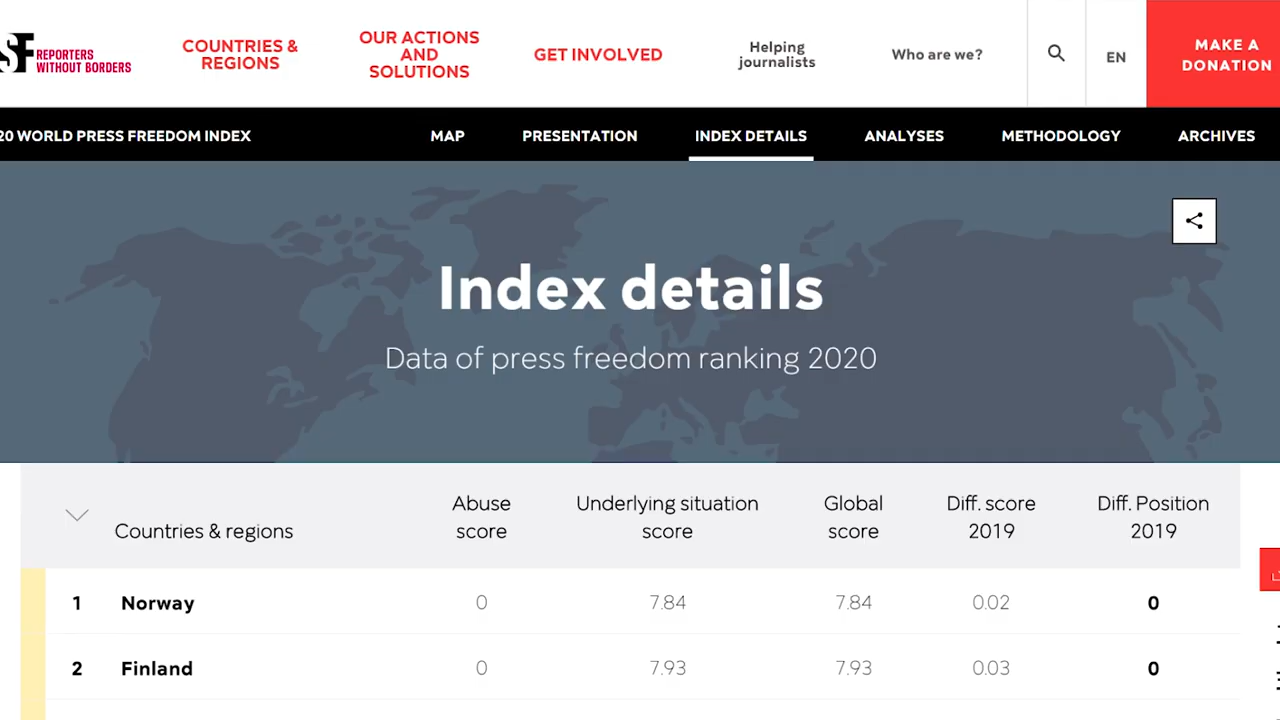 SF REPORTERS
WITHOUT BORDERS
COUNTRIES &
REGIONS
OUR ACTIONS
AND
SOLUTIONS
GET INVOLVED
Helping
journalists
Who are we?
EN
MAKE A
DONATION
20 WORLD PRESS FREEDOM INDEX
MAP
PRESENTATION
INDEX DETAILS
ANALYSES
METHODOLOGY
ARCHIVES
Index details
Data of press freedom ranking 2020
Countries & regions
Abuse
score
Underlying situation
score
Global
score
Diff. score
2019
Diff. Position
2019
1 Norway 0 7.84 7.84 0.02 0
2 Finland 0 7.93 7.93 0.03 0